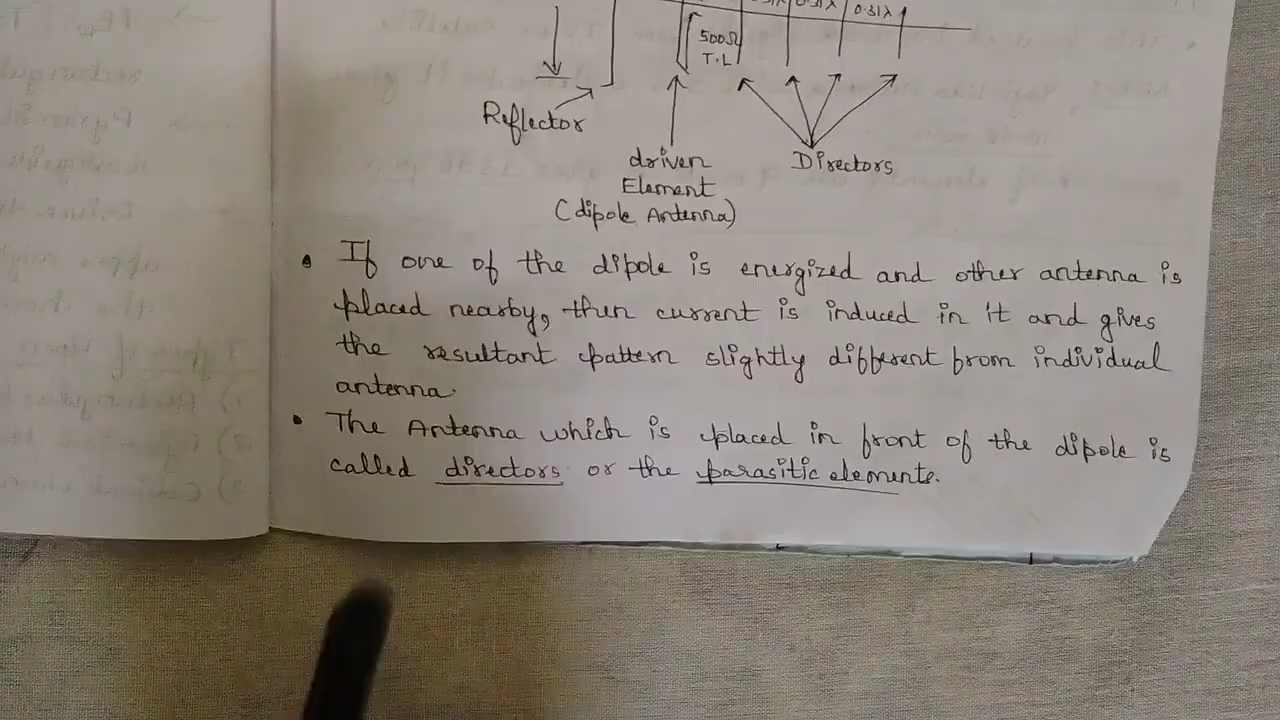 0.31λ
0.31λ
500Ω
T.L
Reflector
driven
Element
(dipole Antenna)
Directors
If one of the dipole is energized and other antenna is
placed nearby, then current is induced in it and gives
the resultant pattern slightly different from individual
antenna.
The Antenna which is placed in front of the dipole is
called directors or the parasitic elements.